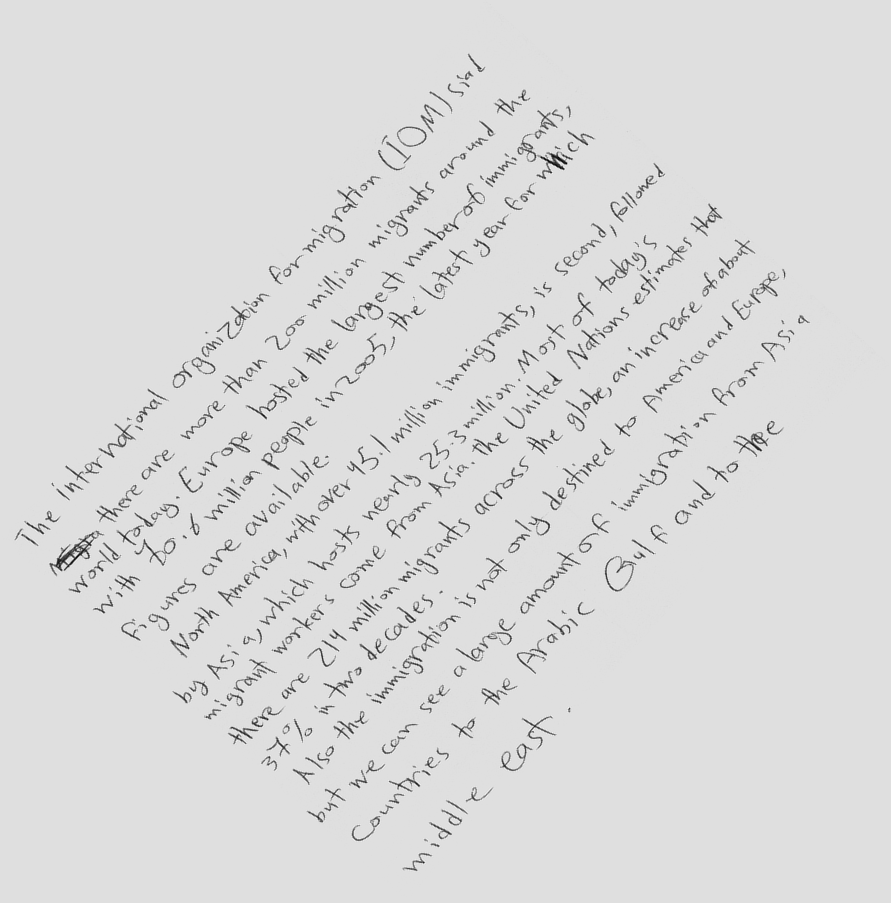 The international organization for migration (IOM) siad
there are more than 200 million migrants around the
world today. Europe hosted the largest number of immigrants,
with 70.6 million people in 2005, the latest year for which
figures are available.
North America, with over 45.1 million immigrants, is second, followed
by Asia, which hosts nearly 25.3 million. Most of today's
migrant workers come from Asia. the United Nations estimates that
there are 214 million migrants across the globe, an increase of about
37% in two decades.
Also the immigration is not only destined to America and Europe,
but we can see a large amount of immigration from Asia
Countries to the Arabic Gulf and to the
middle east.